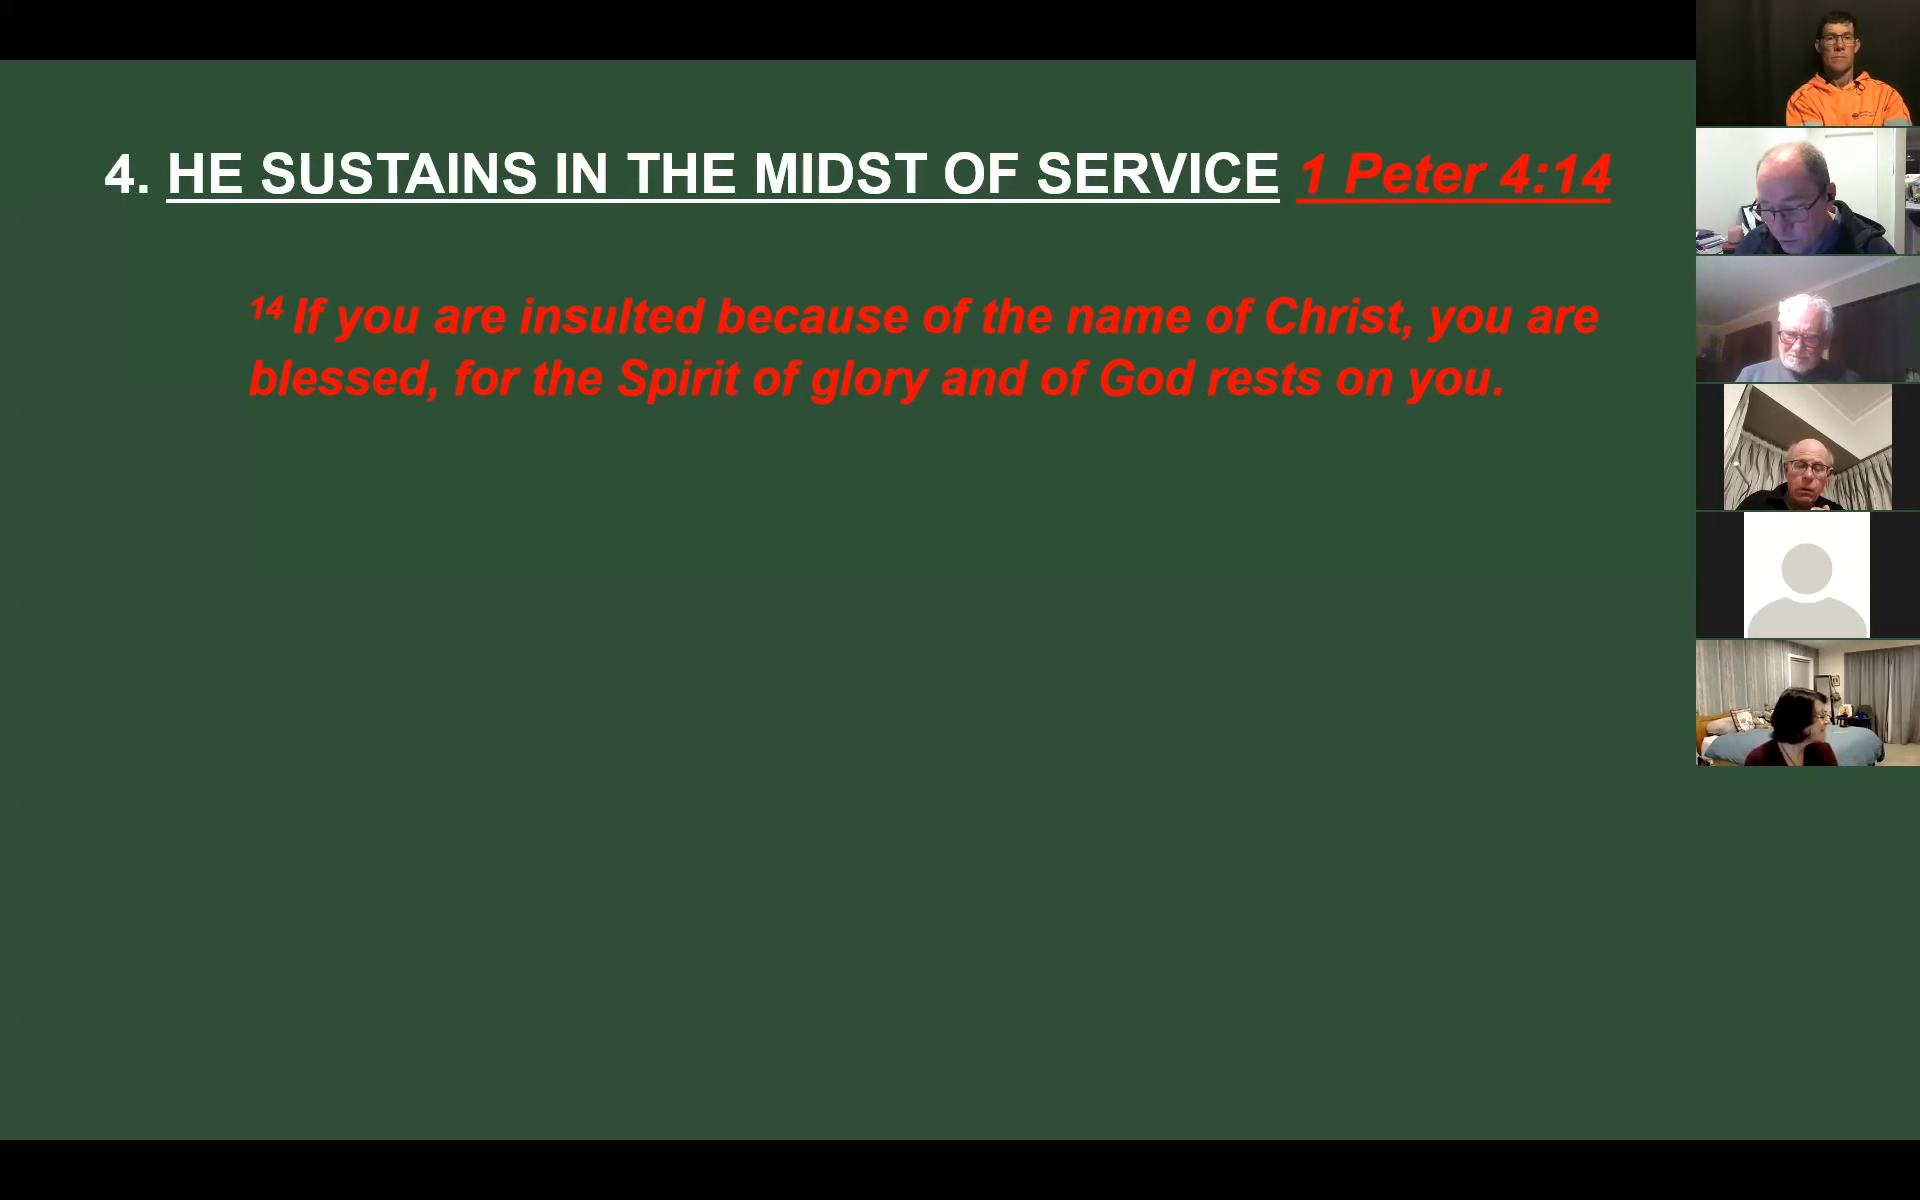 4. HE SUSTAINS IN THE MIDST OF SERVICE 1 Peter 4:14
14 If you are insulted because of the name of Christ, you are
blessed, for the Spirit of glory and of God rests on you.